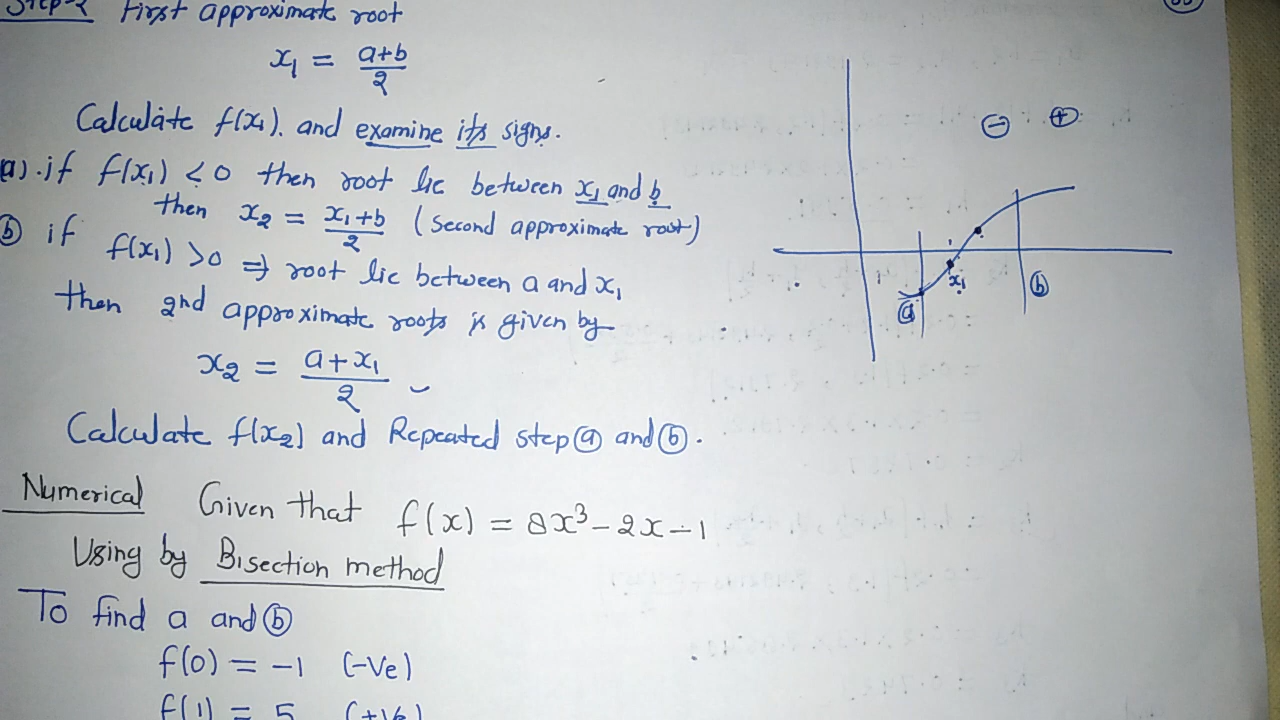 Step-2 First approximate root
x₁ = a+b/2
Calculate f(x₁). and examine its signs.
(a). if f(x₁) < 0 then root lie between x₁ and b
then x₂ = x₁+b/2 (Second approximate root)
ⓑ if f(x₁) >0 ⇒ root lie between a and x₁
then 2nd approximate roots is given by
x₂ = a+x₁/2
Calculate f(x₂) and Repeated step ⓐ and ⓑ.
Numerical Given that f(x) = 8x³-2x-1
Using by Bisection method
To find a and ⓑ
f(0) = -1 (-Ve)
f(1) = 5 (+Ve)
⊖ ⊕
x₁
ⓐ
ⓑ